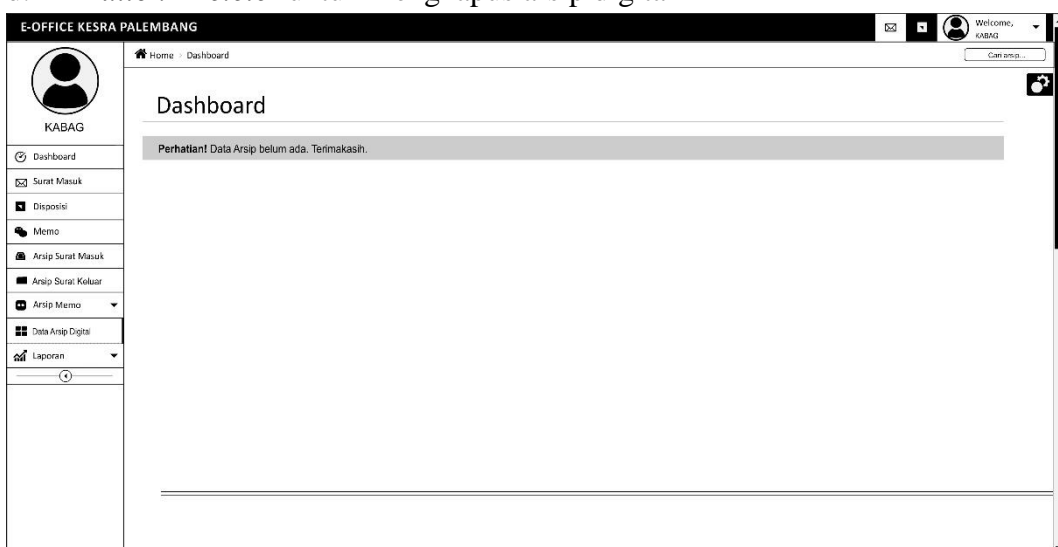 E-OFFICE KESRA PALEMBANG
Welcome,
KABAG
Home Dashboard
Cari arsip...
KABAG
Dashboard
Perhatian! Data Arsip belum ada. Terimakasih.
Dashboard
Surat Masuk
Disposisi
Memo
Arsip Surat Masuk
Arsip Surat Keluar
Arsip Memo
Data Arsip Digital
Laporan